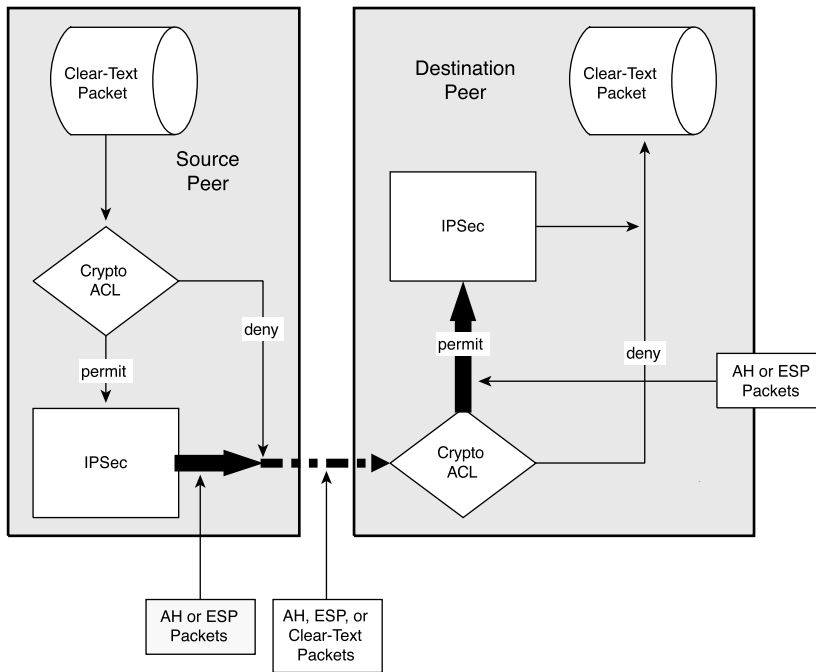 Clear-Text
Packet
Source
Peer
Crypto
ACL
deny
permit
IPSec
AH or ESP
Packets
AH, ESP, or
Clear-Text
Packets
Destination
Peer
Clear-Text
Packet
IPSec
permit
deny
AH or ESP
Packets
Crypto
ACL